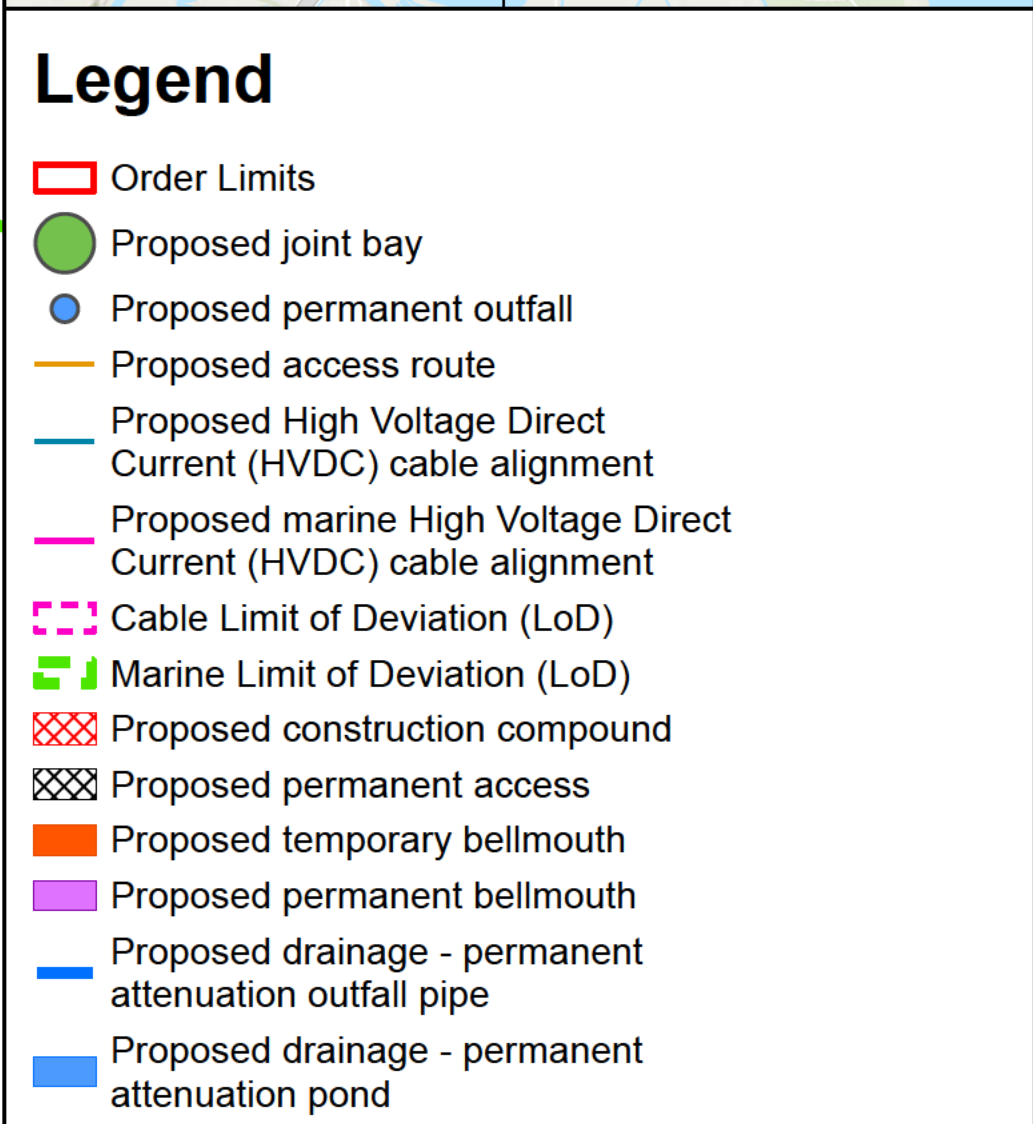 Legend
Order Limits
Proposed joint bay
Proposed permanent outfall
Proposed access route
Proposed High Voltage Direct
Current (HVDC) cable alignment
Proposed marine High Voltage Direct
Current (HVDC) cable alignment
Cable Limit of Deviation (LoD)
Marine Limit of Deviation (LoD)
Proposed construction compound
Proposed permanent access
Proposed temporary bellmouth
Proposed permanent bellmouth
Proposed drainage - permanent
attenuation outfall pipe
Proposed drainage - permanent
attenuation pond